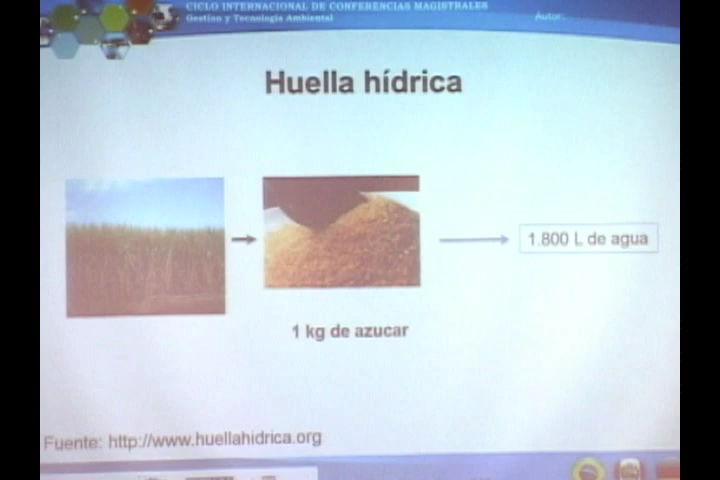 CICLO INTERNACIONAL DE CONFERENCIAS MAGISTRALES
Gestion y Tecnología Ambiental
Autor:
Huella hídrica
1.800 L de agua
1 kg de azucar
Fuente: http://www.huellahidrica.org